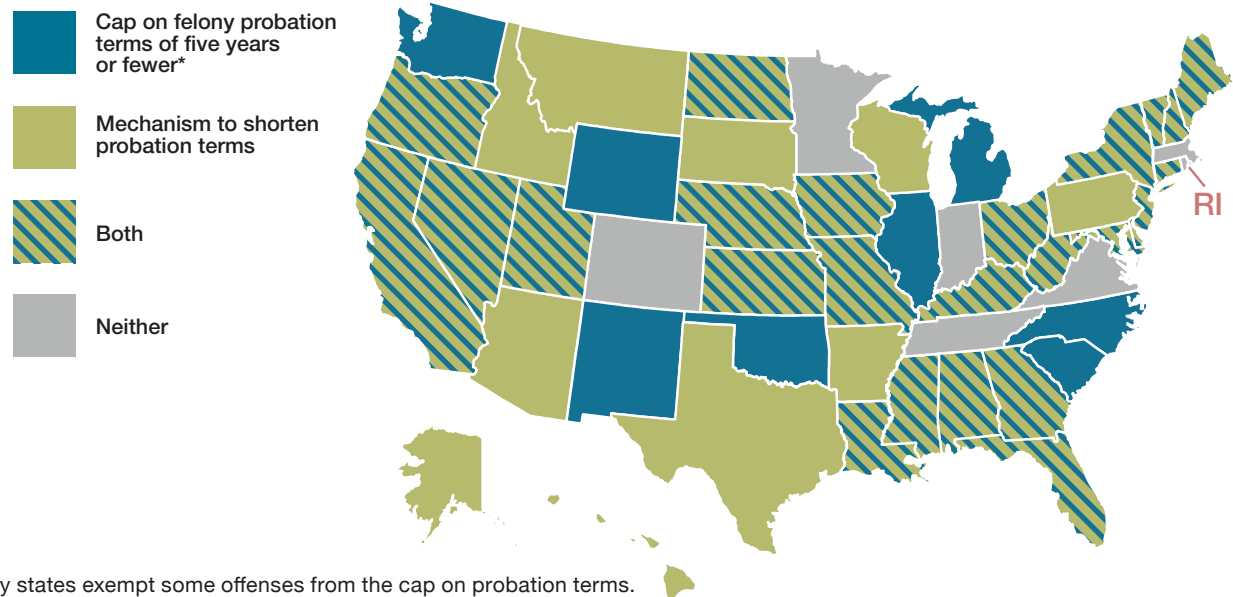 Cap on felony probation
terms of five years
or fewer*
Mechanism to shorten
probation terms
Both
Neither
RI
y states exempt some offenses from the cap on probation terms.